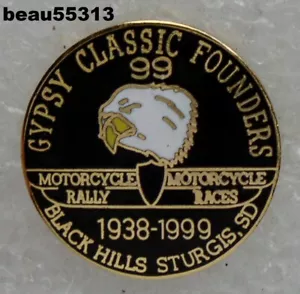 beau55313
GYPSY CLASSIC FOUNDERS
99
MOTORCYCLE MOTORCYCLE
RALLY RACES
1938-1999
BLACK HILLS STURGIS, SD